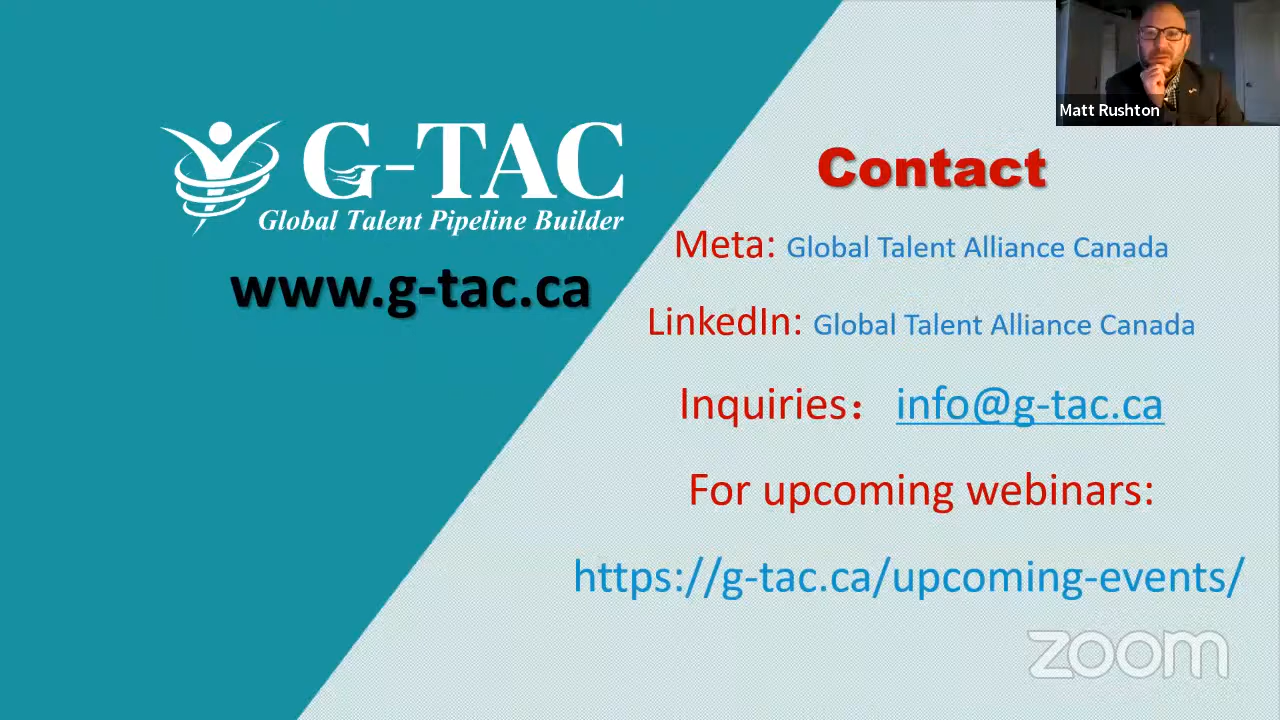 G-TAC
Global Talent Pipeline Builder
www.g-tac.ca
Matt Rushton
Contact
Meta: Global Talent Alliance Canada
LinkedIn: Global Talent Alliance Canada
Inquiries： info@g-tac.ca
For upcoming webinars:
https://g-tac.ca/upcoming-events/
zoom